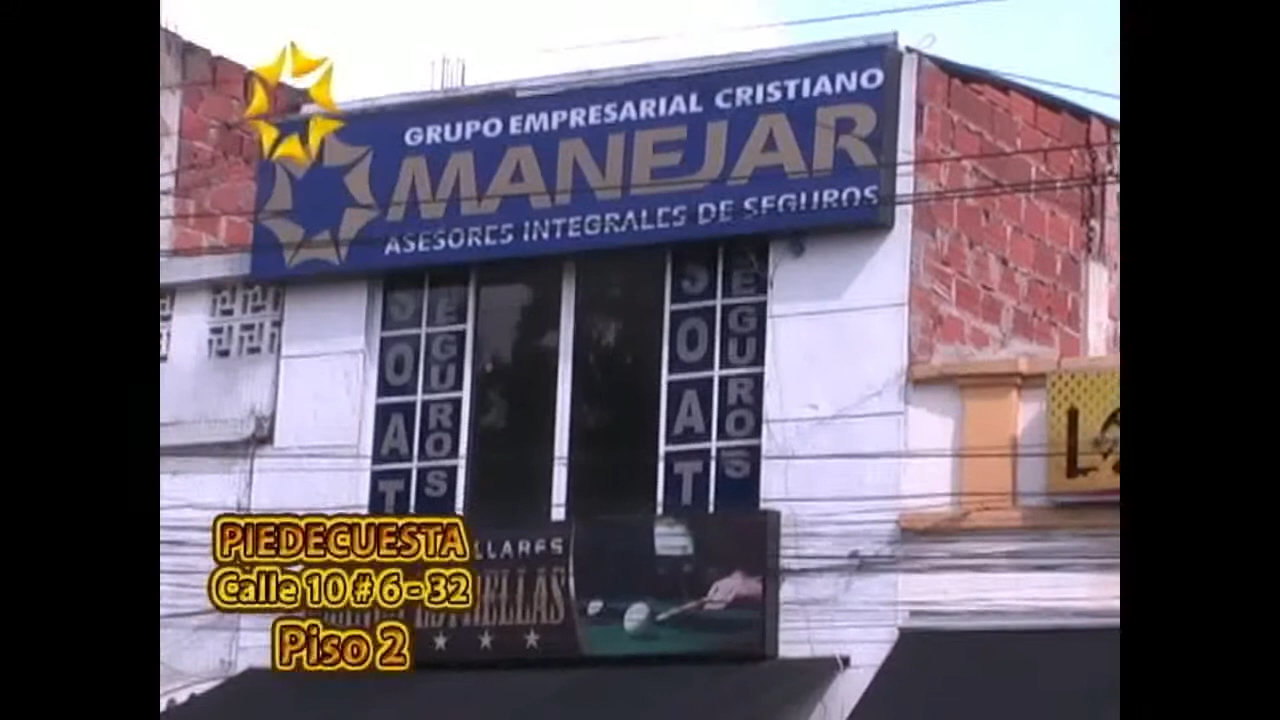 GRUPO EMPRESARIAL CRISTIANO
MANEJAR
ASESORES INTEGRALES DE SEGUROS
SOAT
SEGUROS
SOAT
SEGUROS
PIEDECUESTA
Calle 10 # 6 - 32
Piso 2